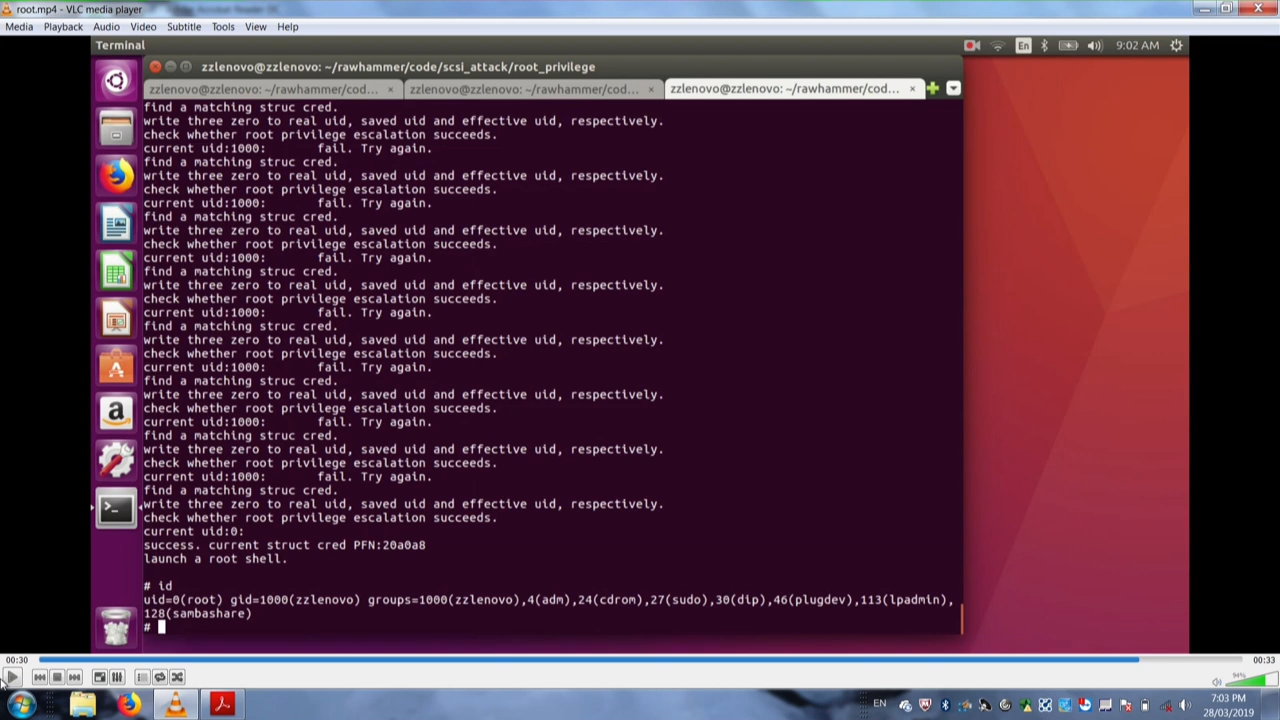 root.mp4 - VLC media player
Media Playback Audio Video Subtitle Tools View Help
Terminal
En
9:02 AM
zzlenovo@zzlenovo: ~/rawhammer/code/scsi_attack/root_privilege
zzlenovo@zzlenovo: ~/rawhammer/cod... × zzlenovo@zzlenovo: ~/rawhammer/cod... × zzlenovo@zzlenovo: ~/rawhammer/cod... ×
find a matching struc cred.
write three zero to real uid, saved uid and effective uid, respectively.
check whether root privilege escalation succeeds.
current uid:1000: fail. Try again.
find a matching struc cred.
write three zero to real uid, saved uid and effective uid, respectively.
check whether root privilege escalation succeeds.
current uid:1000: fail. Try again.
find a matching struc cred.
write three zero to real uid, saved uid and effective uid, respectively.
check whether root privilege escalation succeeds.
current uid:1000: fail. Try again.
find a matching struc cred.
write three zero to real uid, saved uid and effective uid, respectively.
check whether root privilege escalation succeeds.
current uid:1000: fail. Try again.
find a matching struc cred.
write three zero to real uid, saved uid and effective uid, respectively.
check whether root privilege escalation succeeds.
current uid:1000: fail. Try again.
find a matching struc cred.
write three zero to real uid, saved uid and effective uid, respectively.
check whether root privilege escalation succeeds.
current uid:1000: fail. Try again.
find a matching struc cred.
write three zero to real uid, saved uid and effective uid, respectively.
check whether root privilege escalation succeeds.
current uid:1000: fail. Try again.
find a matching struc cred.
write three zero to real uid, saved uid and effective uid, respectively.
check whether root privilege escalation succeeds.
current uid:0:
success. current struct cred PFN:20a0a8
launch a root shell.
# id
uid=0(root) gid=1000(zzlenovo) groups=1000(zzlenovo),4(adm),24(cdrom),27(sudo),30(dip),46(plugdev),113(lpadmin),
128(sambashare)
#
00:30
00:33
94%
EN
7:03 PM
28/03/2019